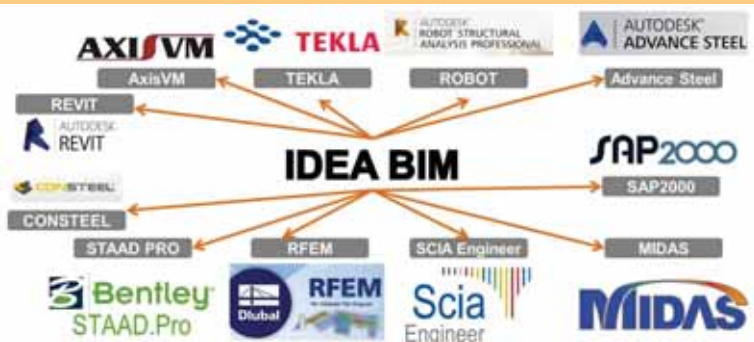 AXISVM
TEKLA
AUTODESK
ROBOT STRUCTURAL
ANALYSIS PROFESSIONAL
AUTODESK
ADVANCE STEEL
AxisVM
TEKLA
ROBOT
Advance Steel
REVIT
AUTODESK
REVIT
IDEA BIM
SAP2000
SAP2000
CONSTEEL
CONSTEEL
STAAD PRO
RFEM
SCIA Engineer
MIDAS
Bentley
STAAD.Pro
Dlubal
RFEM
Scia
Engineer
MIDAS